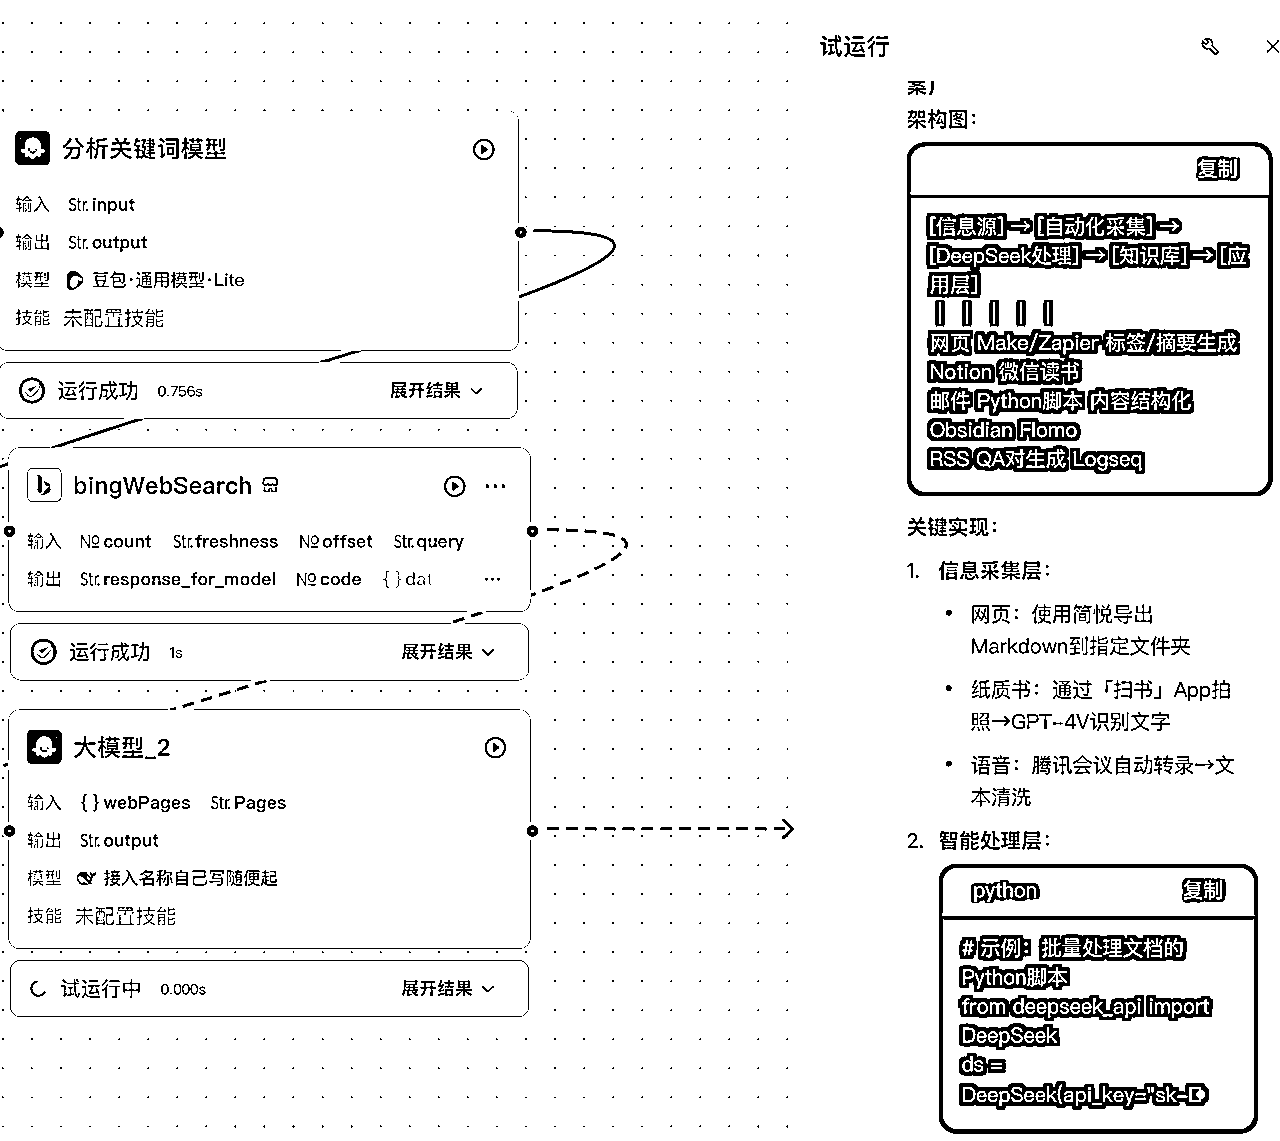 分析关键词模型
输入 Str.input
输出 Str.output
模型 豆包·通用模型·Lite
技能 未配置技能
运行成功 0.756s 展开结果
bingWebSearch
输入 №count Str.freshness №offset Str.query
输出 Str.response_for_model №code { } dat ...
运行成功 1s 展开结果
大模型_2
输入 { } webPages Str.Pages
输出 Str.output
模型 接入名称自己写随便起
技能 未配置技能
试运行中 0.000s 展开结果
试运行
案)
架构图：
复制
[信息源]→[自动化采集]→
[DeepSeek处理]→[知识库]→[应
用层]
网页 Make/Zapier 标签/摘要生成
Notion 微信读书
邮件 Python脚本 内容结构化
Obsidian Flomo
RSS QA对生成 Logseq
关键实现：
1. 信息采集层：
• 网页：使用简悦导出
Markdown到指定文件夹
• 纸质书：通过「扫书」App拍
照→GPT-4V识别文字
• 语音：腾讯会议自动转录→文
本清洗
2. 智能处理层：
python 复制
# 示例：批量处理文档的
Python脚本
from deepseek_api import
DeepSeek
ds =
DeepSeek(api_key="sk-